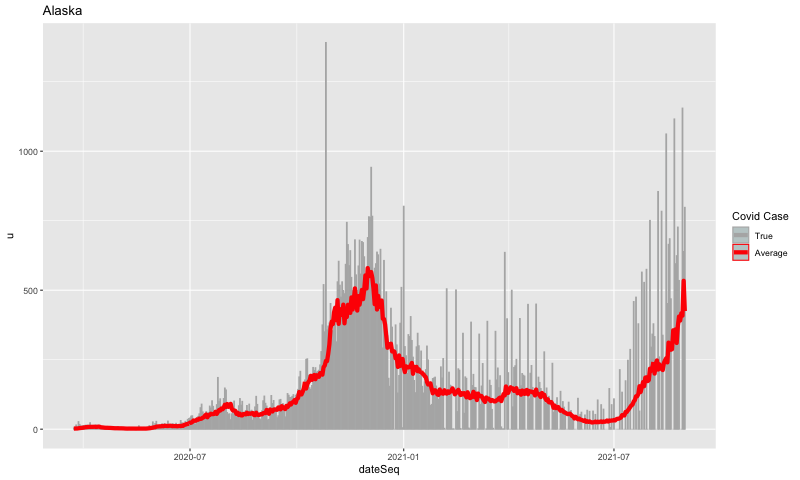 Alaska
1000
500
0
u
2020-07
2021-01
2021-07
dateSeq
Covid Case
True
Average